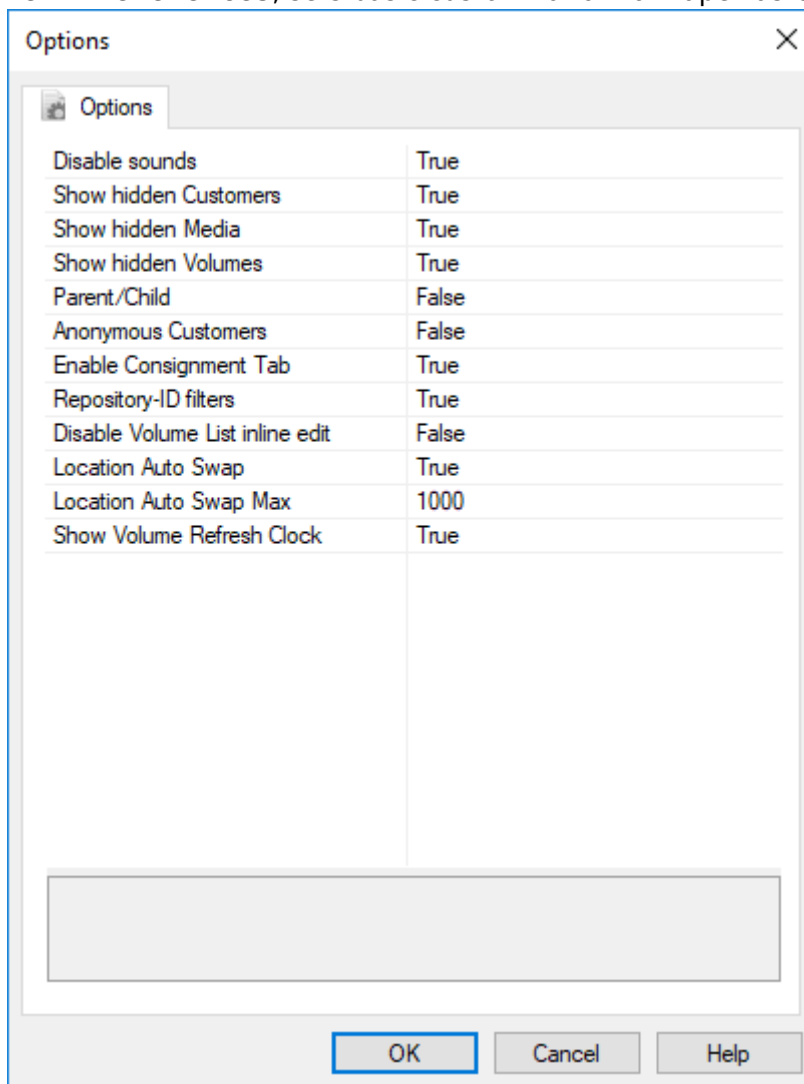 Options
Options
Disable sounds True
Show hidden Customers True
Show hidden Media True
Show hidden Volumes True
Parent/Child False
Anonymous Customers False
Enable Consignment Tab True
Repository-ID filters True
Disable Volume List inline edit False
Location Auto Swap True
Location Auto Swap Max 1000
Show Volume Refresh Clock True
OK Cancel Help